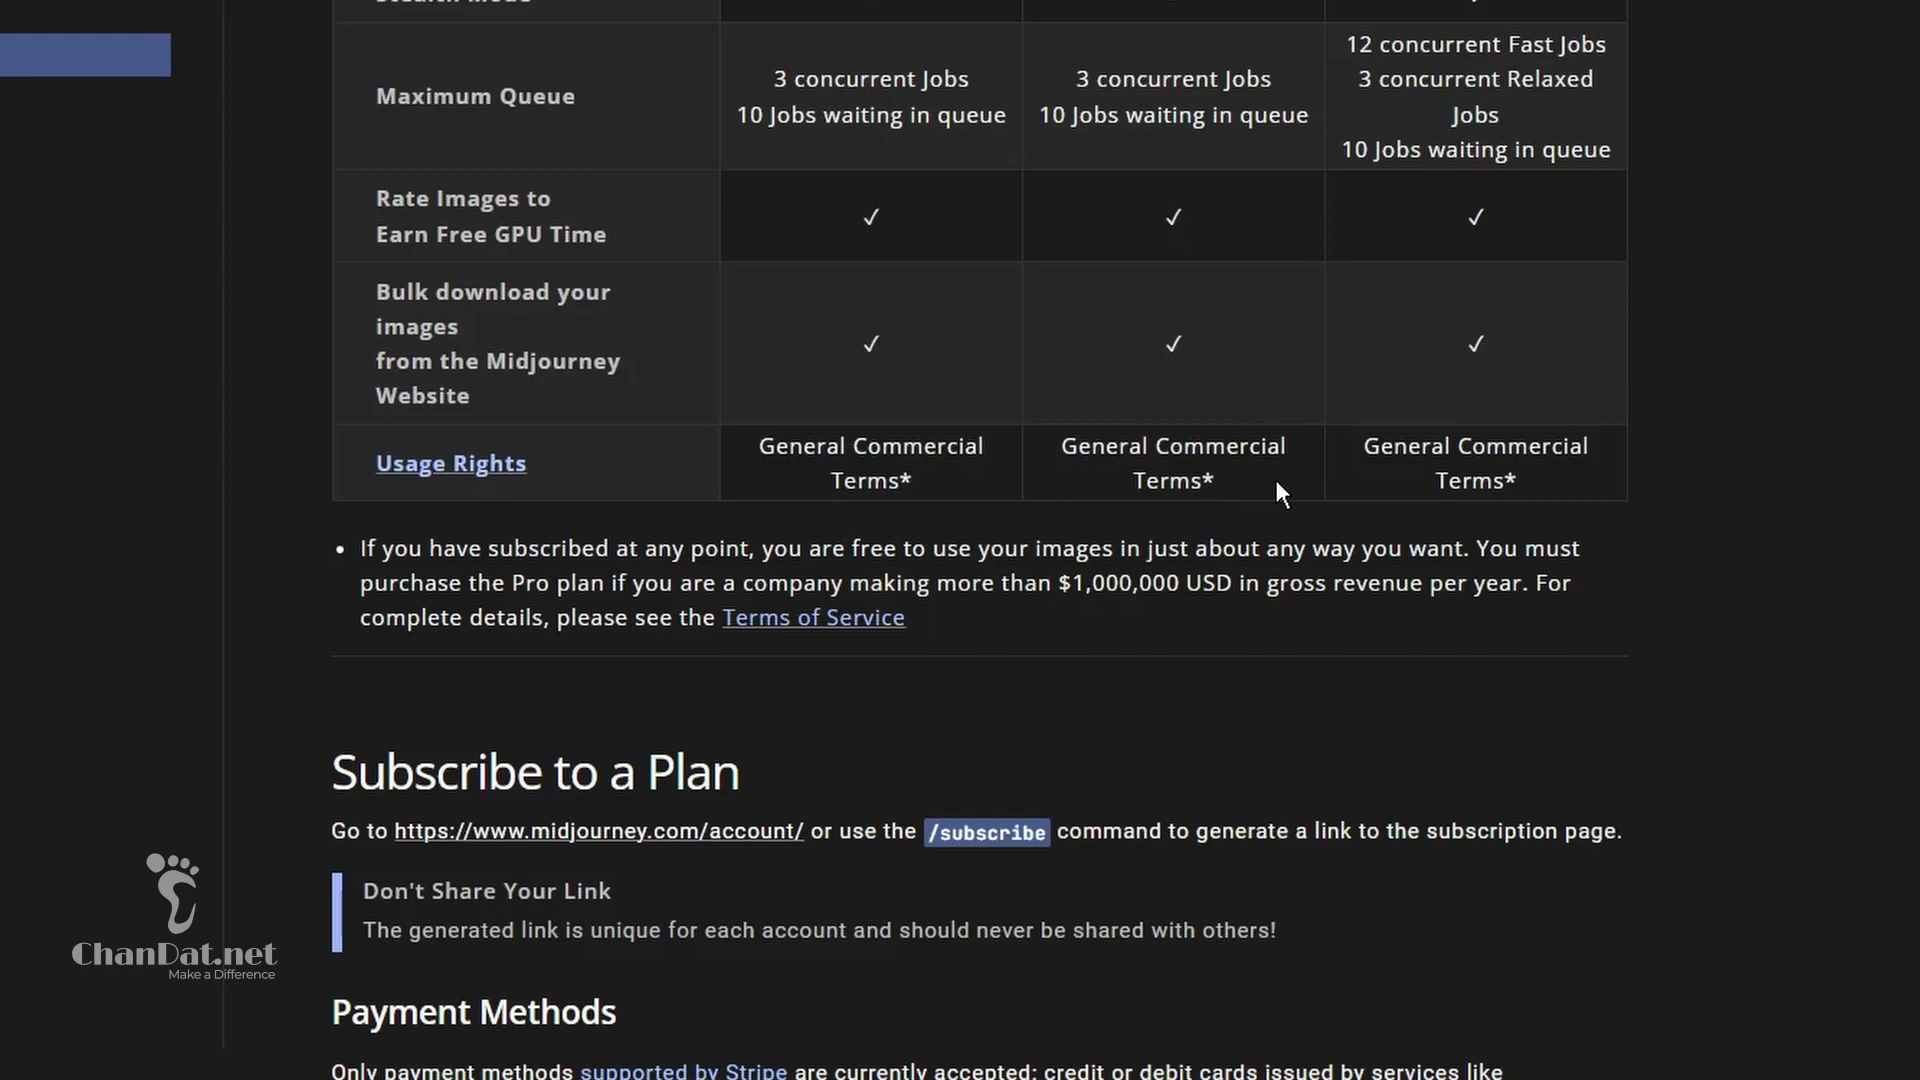 Stealth Mode
Maximum Queue
3 concurrent Jobs
10 Jobs waiting in queue
3 concurrent Jobs
10 Jobs waiting in queue
12 concurrent Fast Jobs
3 concurrent Relaxed
Jobs
10 Jobs waiting in queue
Rate Images to
Earn Free GPU Time
✓
✓
✓
Bulk download your
images
from the Midjourney
Website
✓
✓
✓
Usage Rights
General Commercial
Terms*
General Commercial
Terms*
General Commercial
Terms*
• If you have subscribed at any point, you are free to use your images in just about any way you want. You must
purchase the Pro plan if you are a company making more than $1,000,000 USD in gross revenue per year. For
complete details, please see the Terms of Service
Subscribe to a Plan
Go to https://www.midjourney.com/account/ or use the /subscribe command to generate a link to the subscription page.
Don't Share Your Link
The generated link is unique for each account and should never be shared with others!
ChanDat.net
Make a Difference
Payment Methods
Only payment methods supported by Stripe are currently accepted: credit or debit cards issued by services like